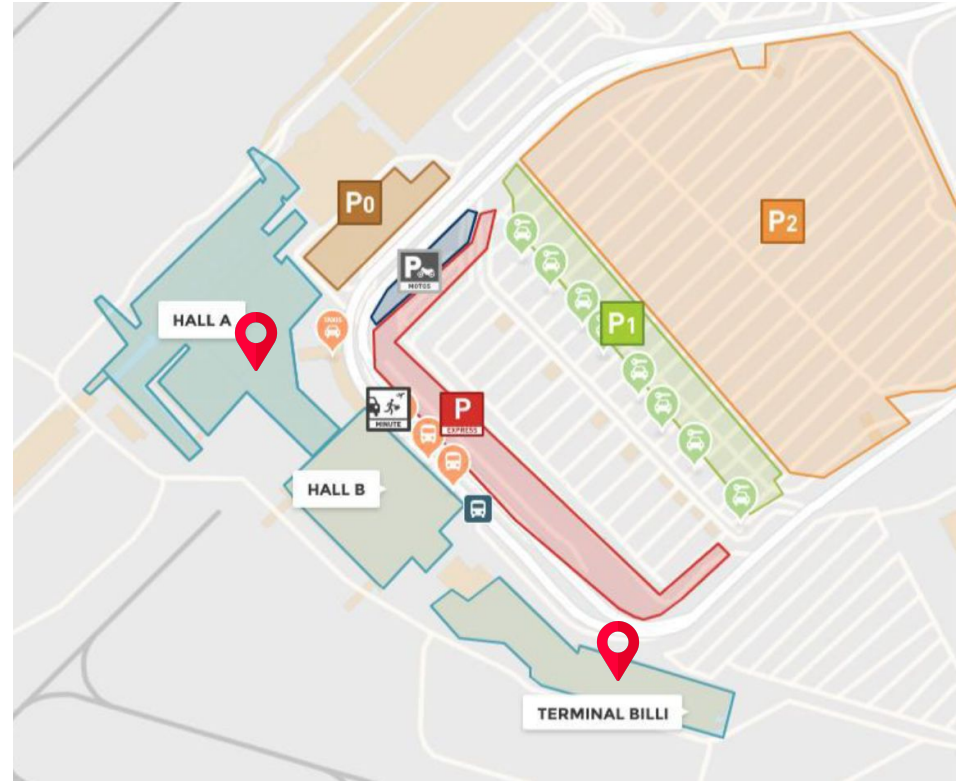 P0
P2
P
MOTOS
HALL A
TAXIS
P1
MINUTE
P
EXPRESS
HALL B
TERMINAL BILLI